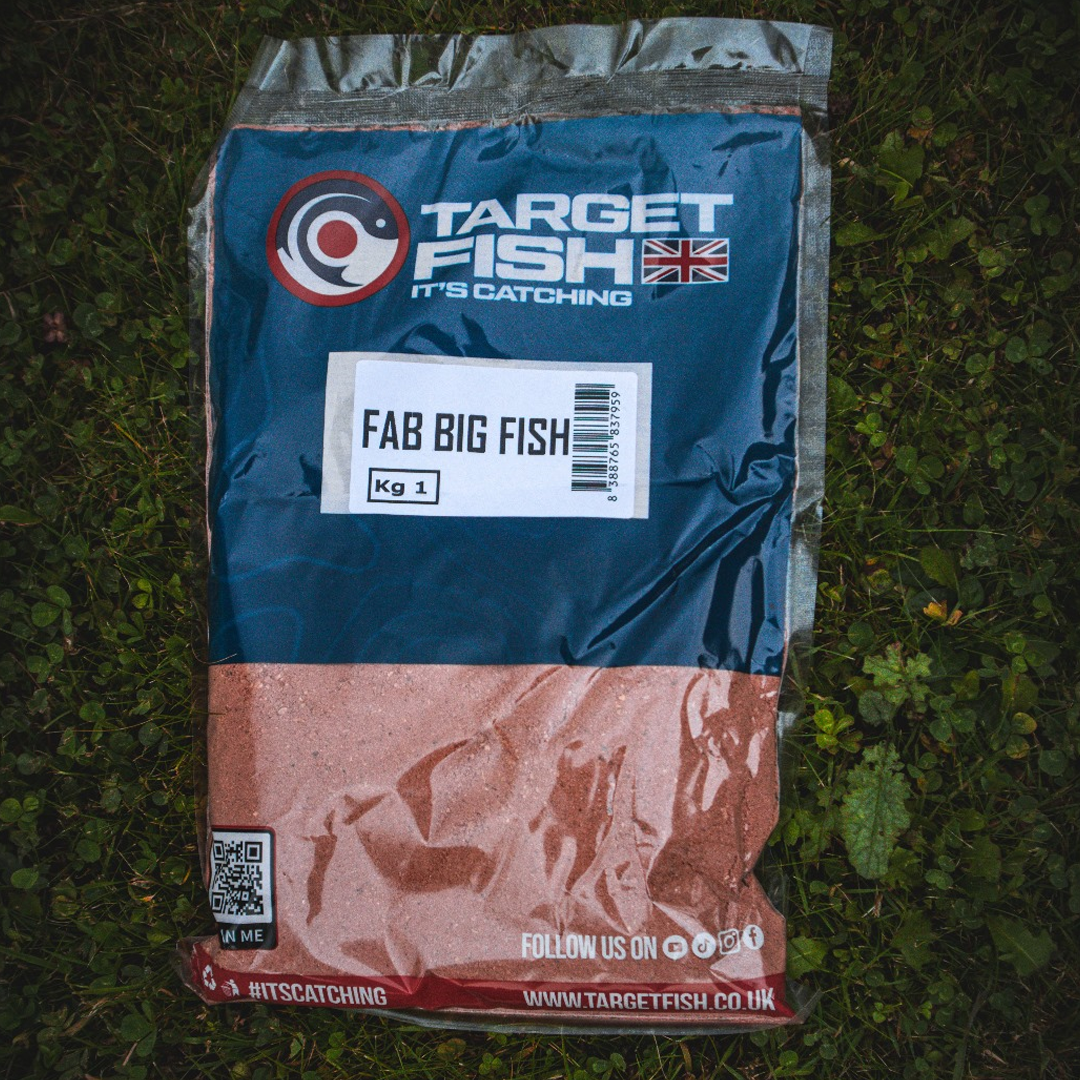 TARGET
FISH
IT'S CATCHING
FAB BIG FISH
Kg 1
8 388765 837959
ME
FOLLOW US ON
#ITSCATCHING
WWW.TARGETFISH.CO.UK